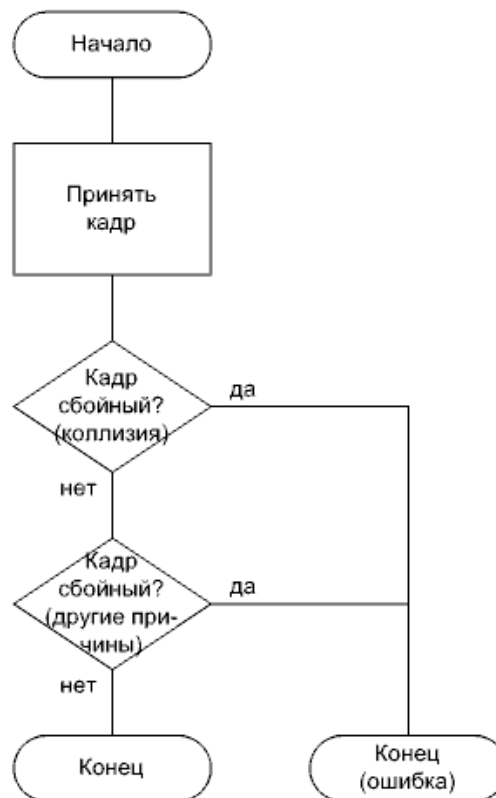 Начало
Принять
кадр
Кадр
сбойный?
(коллизия)
да
нет
Кадр
сбойный?
(другие при-
чины)
да
нет
Конец
Конец
(ошибка)